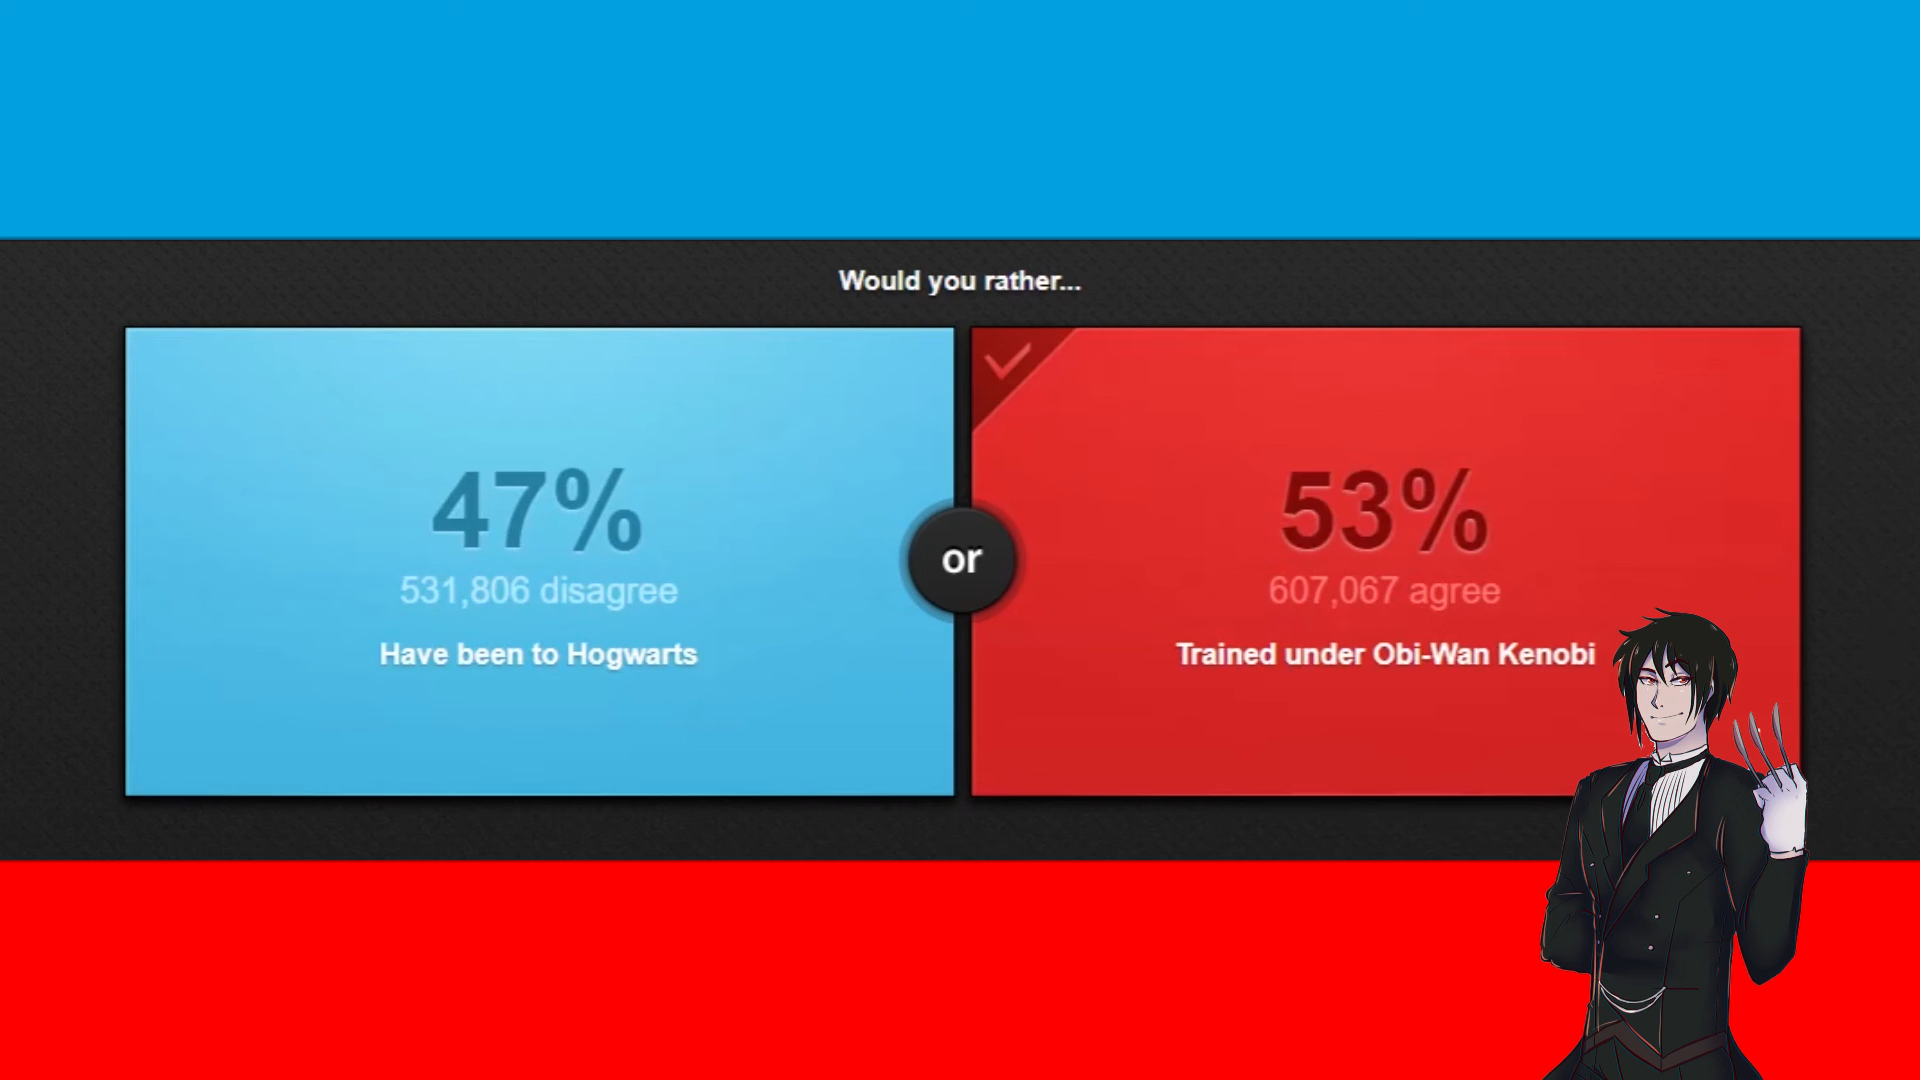 Would you rather...
47%
531,806 disagree
Have been to Hogwarts
or
53%
607,067 agree
Trained under Obi-Wan Kenobi